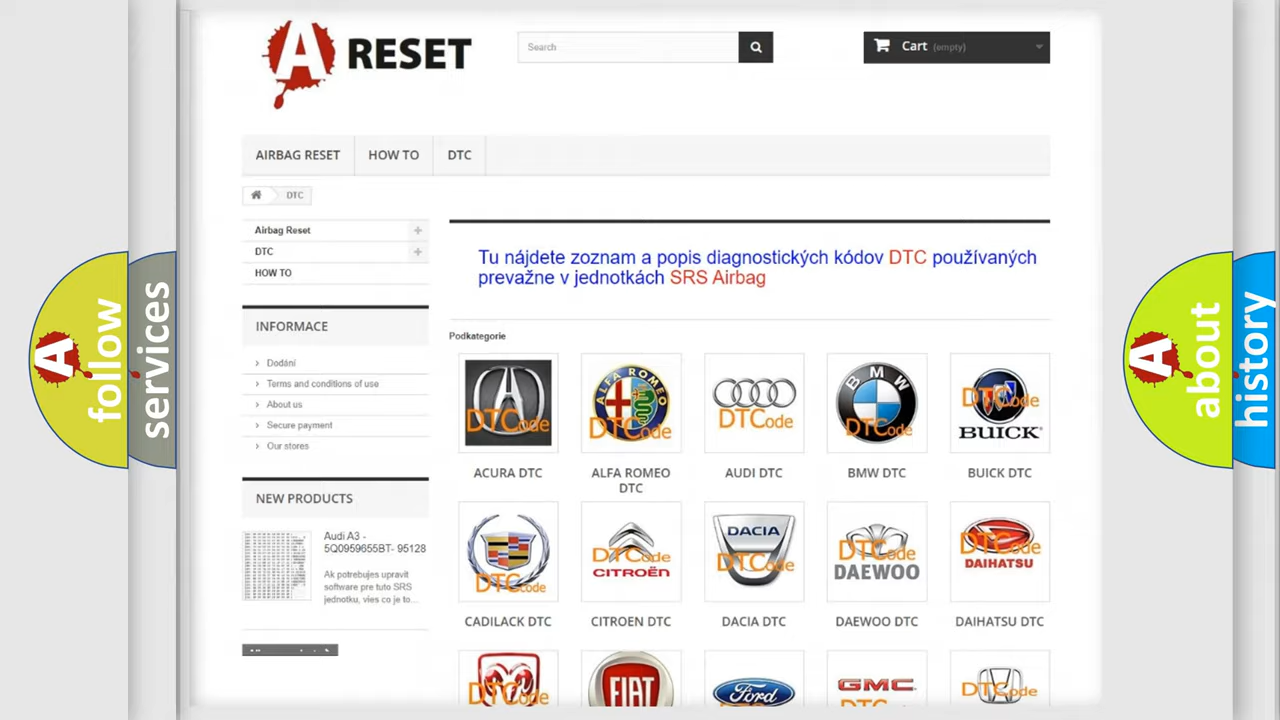 A RESET
Search
Cart (empty)
AIRBAG RESET
HOW TO
DTC
DTC
Airbag Reset
DTC
HOW TO
Tu nájdete zoznam a popis diagnostických kódov DTC používaných
prevažne v jednotkách SRS Airbag
INFORMACE
Dodání
Terms and conditions of use
About us
Secure payment
Our stores
NEW PRODUCTS
Audi A3 -
5Q0959655BT- 95128
Ak potrebujes upravit
software pre tuto SRS
jednotku, vies co je to...
Podkategorie
DTCode
ALFA ROMEO
DTCode
DTCode
BMW
DTCode
DTCode
BUICK
ACURA DTC
ALFA ROMEO
DTC
AUDI DTC
BMW DTC
BUICK DTC
DTCode
DTCode
CITROËN
DACIA
DTCode
DTCode
DAEWOO
DTCode
DAIHATSU
CADILACK DTC
CITROEN DTC
DACIA DTC
DAEWOO DTC
DAIHATSU DTC
DTCode
FIAT
Ford
GMC
DTCode
A follow
services
A about
history